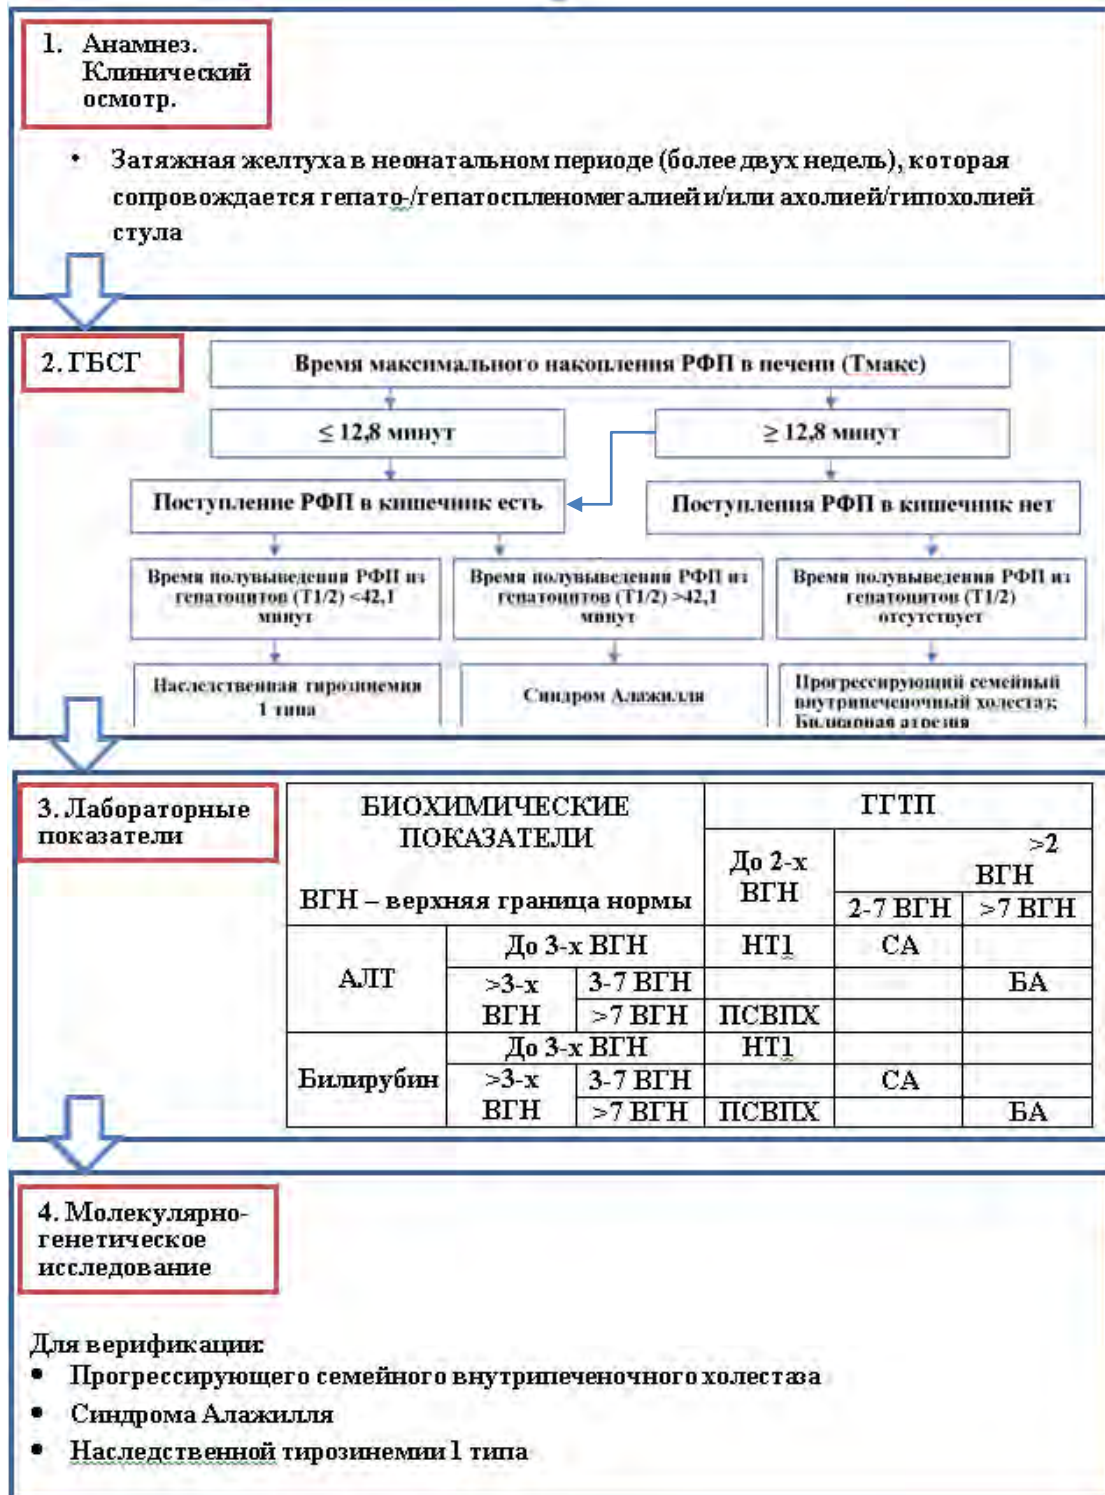 1. Анамнез.
Клинический
осмотр.
• Затяжная желтуха в неонатальном периоде (более двух недель), которая
сопровождается гепато-/гепатоспленомегалией и/или ахолией/гипохолией
стула
2. ГБСГ
Время максимального накопления РФП в печени (Тмакс)
≤ 12,8 минут
≥ 12,8 минут
Поступление РФП в кишечник есть
Поступления РФП в кишечник нет
Время полувыведения РФП из
гепатоцитов (Т1/2) <42,1
минут
Время полувыведения РФП из
гепатоцитов (Т1/2) >42,1
минут
Время полувыведения РФП из
гепатоцитов (Т1/2)
отсутствует
Наследственная тирозинемия
1 типа
Синдром Алажилля
Прогрессирующий семейный
внутрипеченочный холестаз;
Билиарная атрезия
3. Лабораторные
показатели
БИОХИМИЧЕСКИЕ
ПОКАЗАТЕЛИ
ВГН – верхняя граница нормы
ГГТП
До 2-х
ВГН
>2
ВГН
2-7 ВГН
>7 ВГН
АЛТ
До 3-х ВГН
НТ1
СА
>3-х
ВГН
3-7 ВГН
БА
>7 ВГН
ПСВПХ
Билирубин
До 3-х ВГН
НТ1
>3-х
ВГН
3-7 ВГН
СА
>7 ВГН
ПСВПХ
БА
4. Молекулярно-
генетическое
исследование
Для верификации:
• Прогрессирующего семейного внутрипеченочного холестаза
• Синдрома Алажилля
• Наследственной тирозинемии 1 типа